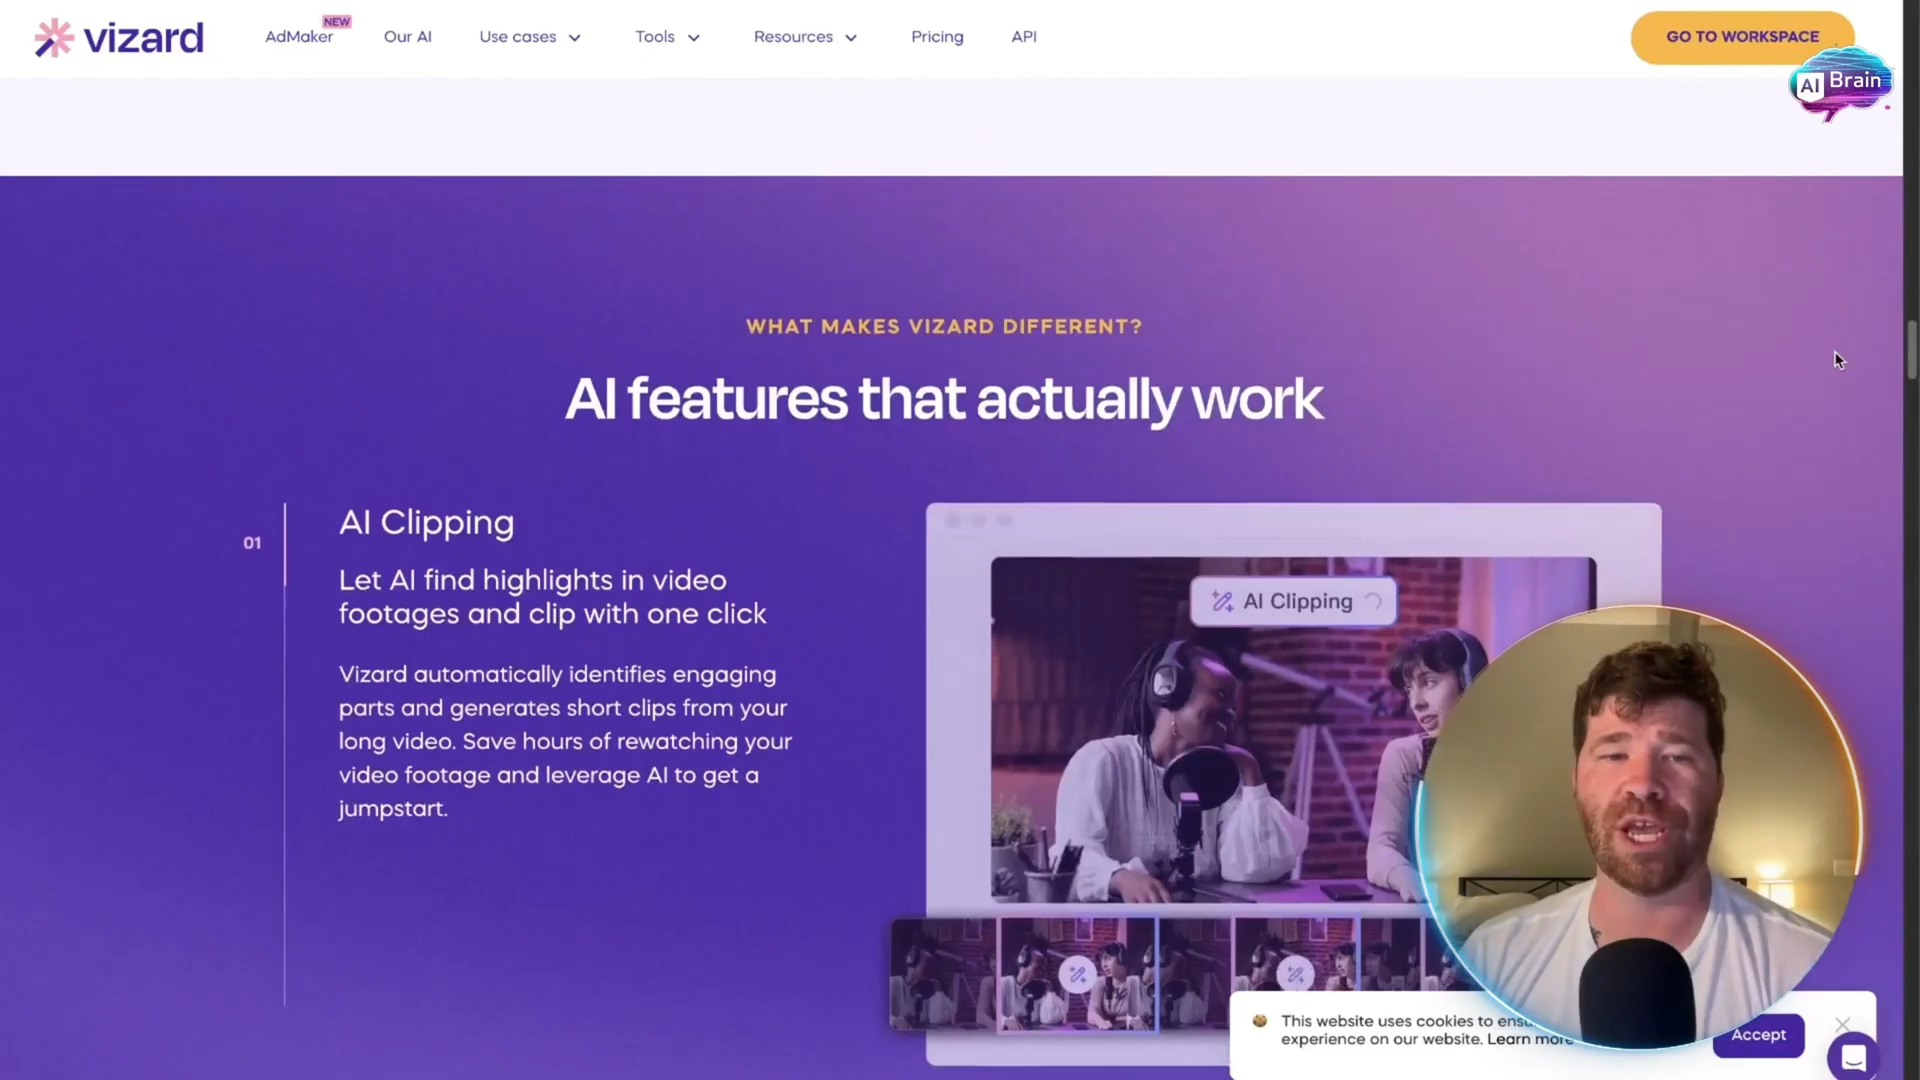 vizard
AdMaker
NEW
Our AI
Use cases
Tools
Resources
Pricing
API
GO TO WORKSPACE
AI Brain
WHAT MAKES VIZARD DIFFERENT?
AI features that actually work
01
AI Clipping
Let AI find highlights in video
footages and clip with one click
Vizard automatically identifies engaging
parts and generates short clips from your
long video. Save hours of rewatching your
video footage and leverage AI to get a
jumpstart.
AI Clipping
This website uses cookies to
experience on our website. Learn more
Accept